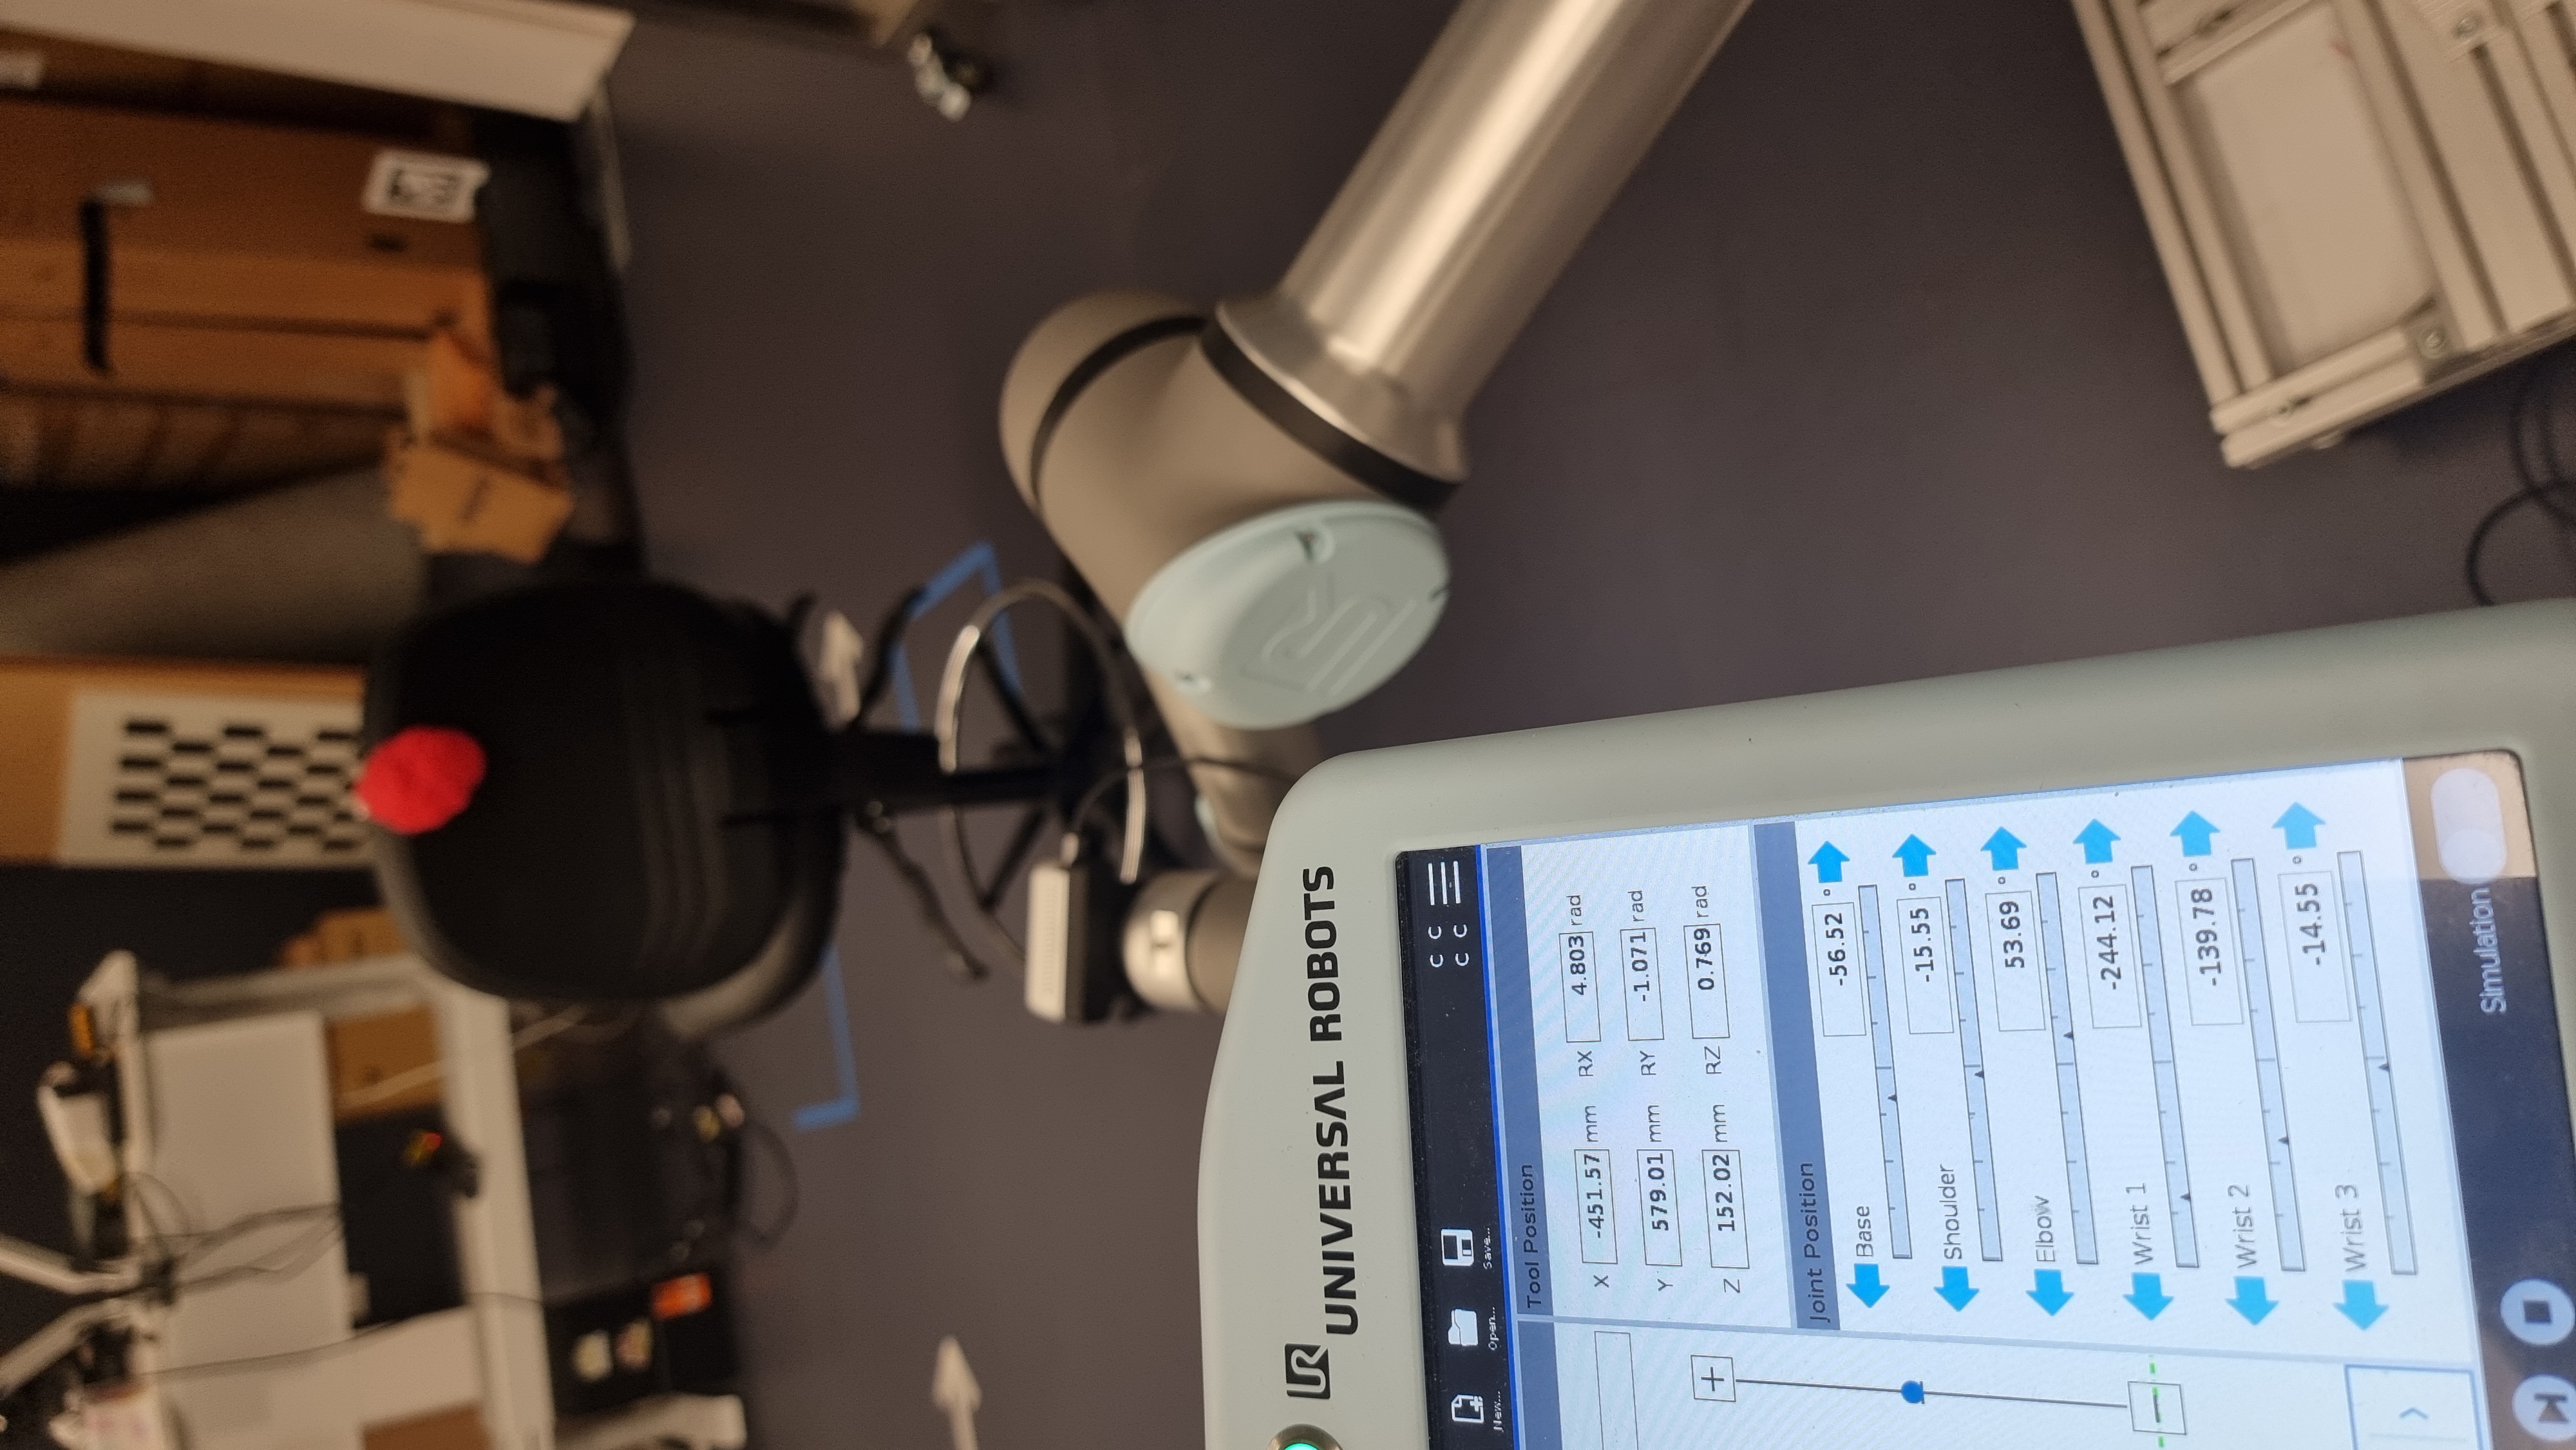 UR
UNIVERSAL ROBOTS
New...
Open...
Save...
C C
C C
Tool Position
X -451.57 mm RX 4.803 rad
Y 579.01 mm RY -1.071 rad
Z 152.02 mm RZ 0.769 rad
Joint Position
Base -56.52 °
Shoulder -15.55 °
Elbow 53.69 °
Wrist 1 -244.12 °
Wrist 2 -139.78 °
Wrist 3 -14.55 °
Simulation